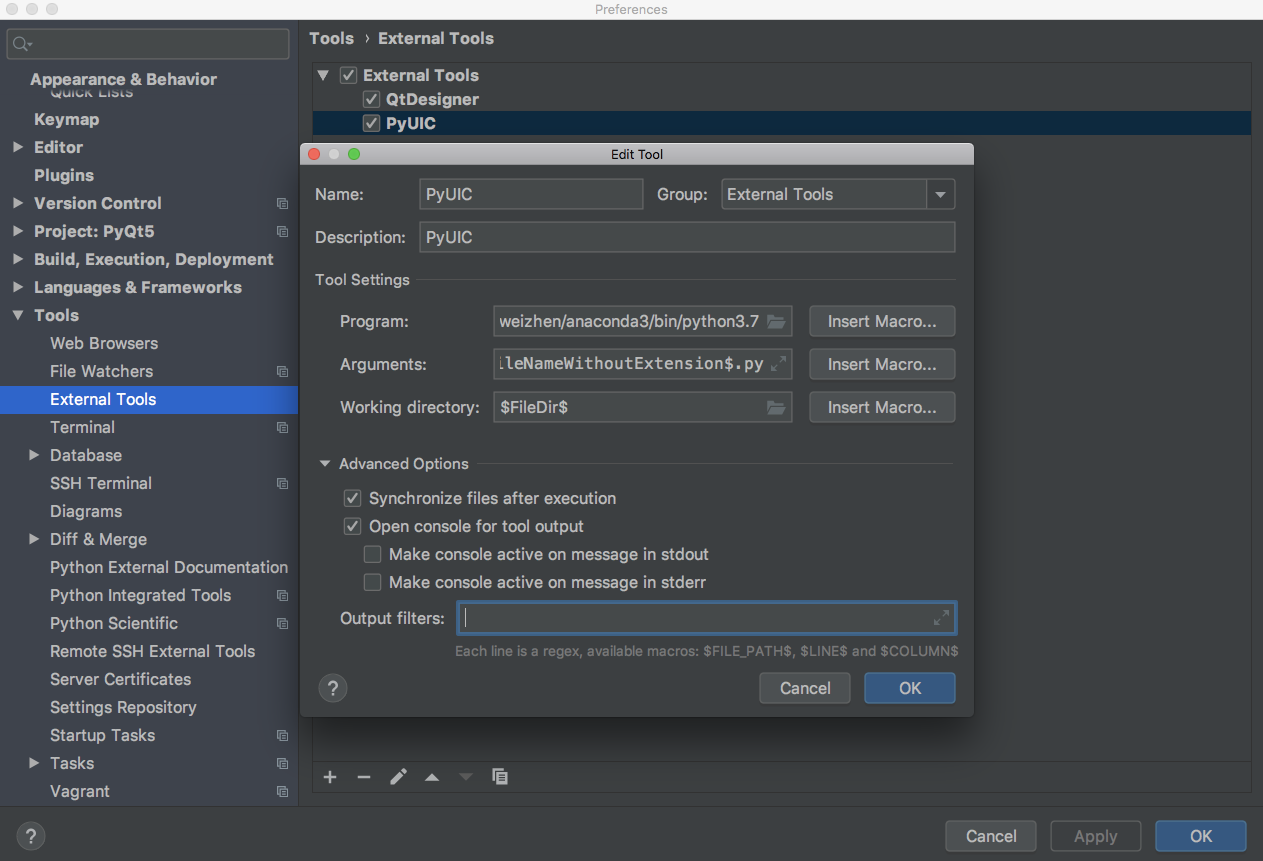 Preferences
Appearance & Behavior
Quick Lists
Keymap
Editor
Plugins
Version Control
Project: PyQt5
Build, Execution, Deployment
Languages & Frameworks
Tools
Web Browsers
File Watchers
External Tools
Terminal
Database
SSH Terminal
Diagrams
Diff & Merge
Python External Documentation
Python Integrated Tools
Python Scientific
Remote SSH External Tools
Server Certificates
Settings Repository
Startup Tasks
Tasks
Vagrant
Tools › External Tools
External Tools
QtDesigner
PyUIC
Edit Tool
Name: PyUIC Group: External Tools
Description: PyUIC
Tool Settings
Program: weizhen/anaconda3/bin/python3.7 Insert Macro...
Arguments: ileNameWithoutExtension$.py Insert Macro...
Working directory: $FileDir$ Insert Macro...
Advanced Options
Synchronize files after execution
Open console for tool output
Make console active on message in stdout
Make console active on message in stderr
Output filters:
Each line is a regex, available macros: $FILE_PATH$, $LINE$ and $COLUMN$
? Cancel OK
? Cancel Apply OK